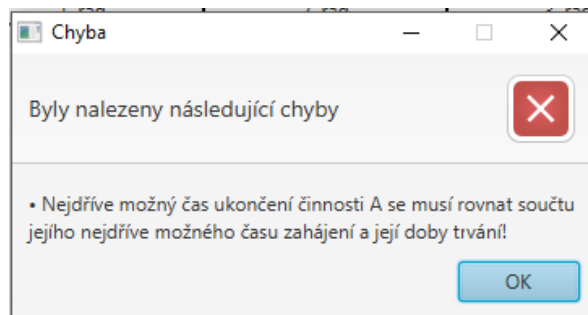 Chyba
Byly nalezeny následující chyby
• Nejdříve možný čas ukončení činnosti A se musí rovnat součtu
jejího nejdříve možného času zahájení a její doby trvání!
OK